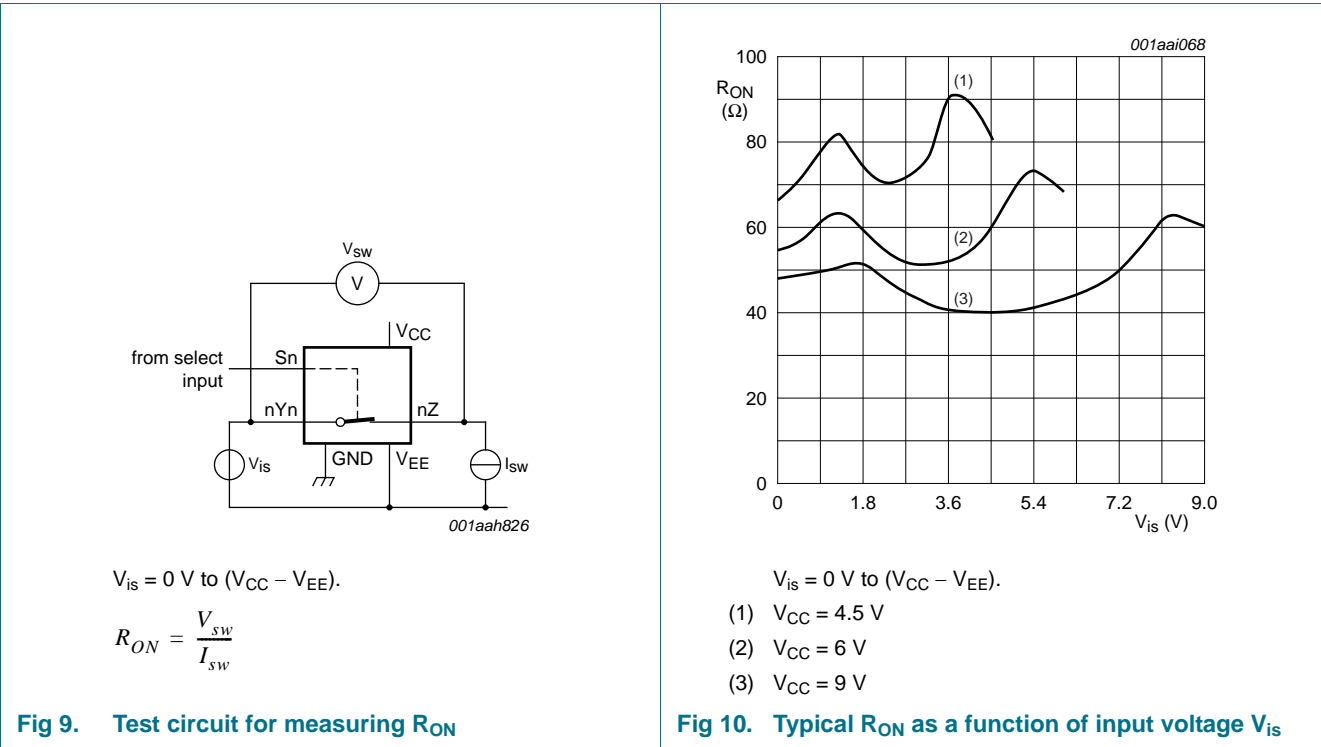 V_sw
V
V_CC
from select
input
Sn
nYn
nZ
V_is
GND
V_EE
I_sw
001aah826
V_is = 0 V to (V_CC − V_EE).
R_ON = V_sw / I_sw
Fig 9. Test circuit for measuring R_ON
001aai068
100
R_ON
(Ω)
80
60
40
20
0
(1)
(2)
(3)
0 1.8 3.6 5.4 7.2 9.0
V_is (V)
V_is = 0 V to (V_CC − V_EE).
(1) V_CC = 4.5 V
(2) V_CC = 6 V
(3) V_CC = 9 V
Fig 10. Typical R_ON as a function of input voltage V_is